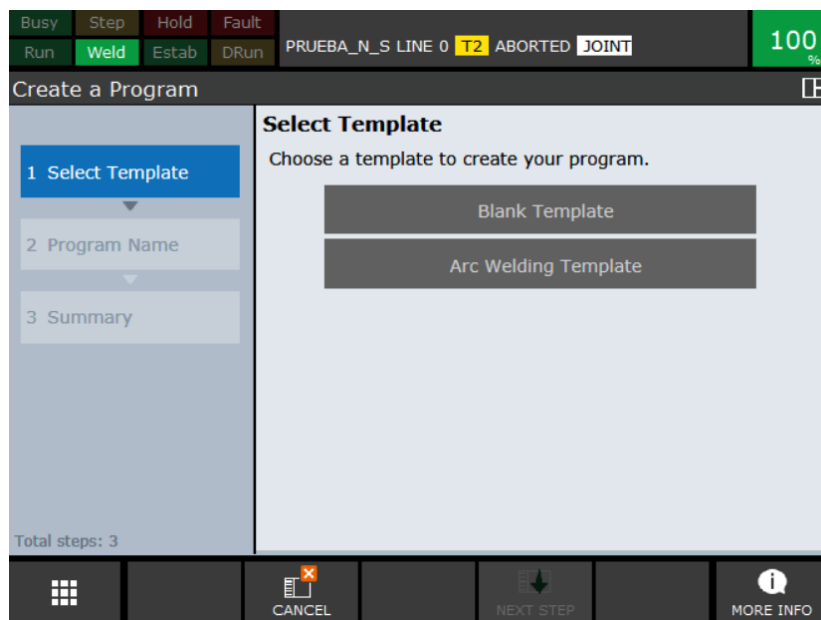 Busy Step Hold Fault
Run Weld Estab DRun
PRUEBA_N_S LINE 0 T2 ABORTED JOINT
100
%
Create a Program
1 Select Template
2 Program Name
3 Summary
Total steps: 3
Select Template
Choose a template to create your program.
Blank Template
Arc Welding Template
CANCEL
NEXT STEP
MORE INFO